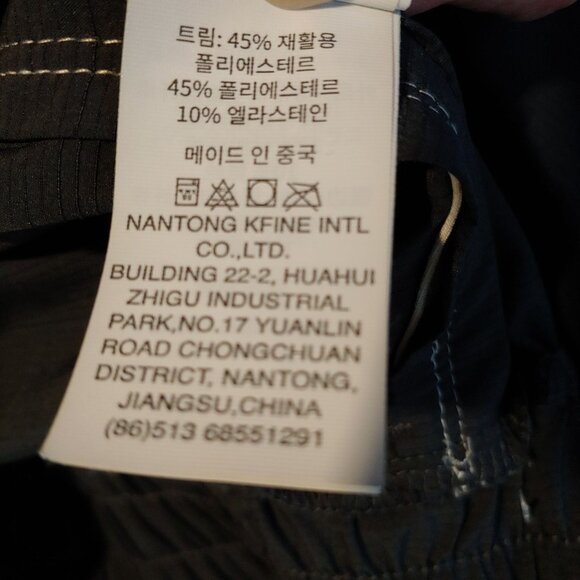 트림: 45% 재활용
폴리에스테르
45% 폴리에스테르
10% 엘라스테인
메이드 인 중국
NANTONG KFINE INTL
CO.,LTD.
BUILDING 22-2, HUAHUI
ZHIGU INDUSTRIAL
PARK,NO.17 YUANLIN
ROAD CHONGCHUAN
DISTRICT, NANTONG,
JIANGSU,CHINA
(86)513 68551291